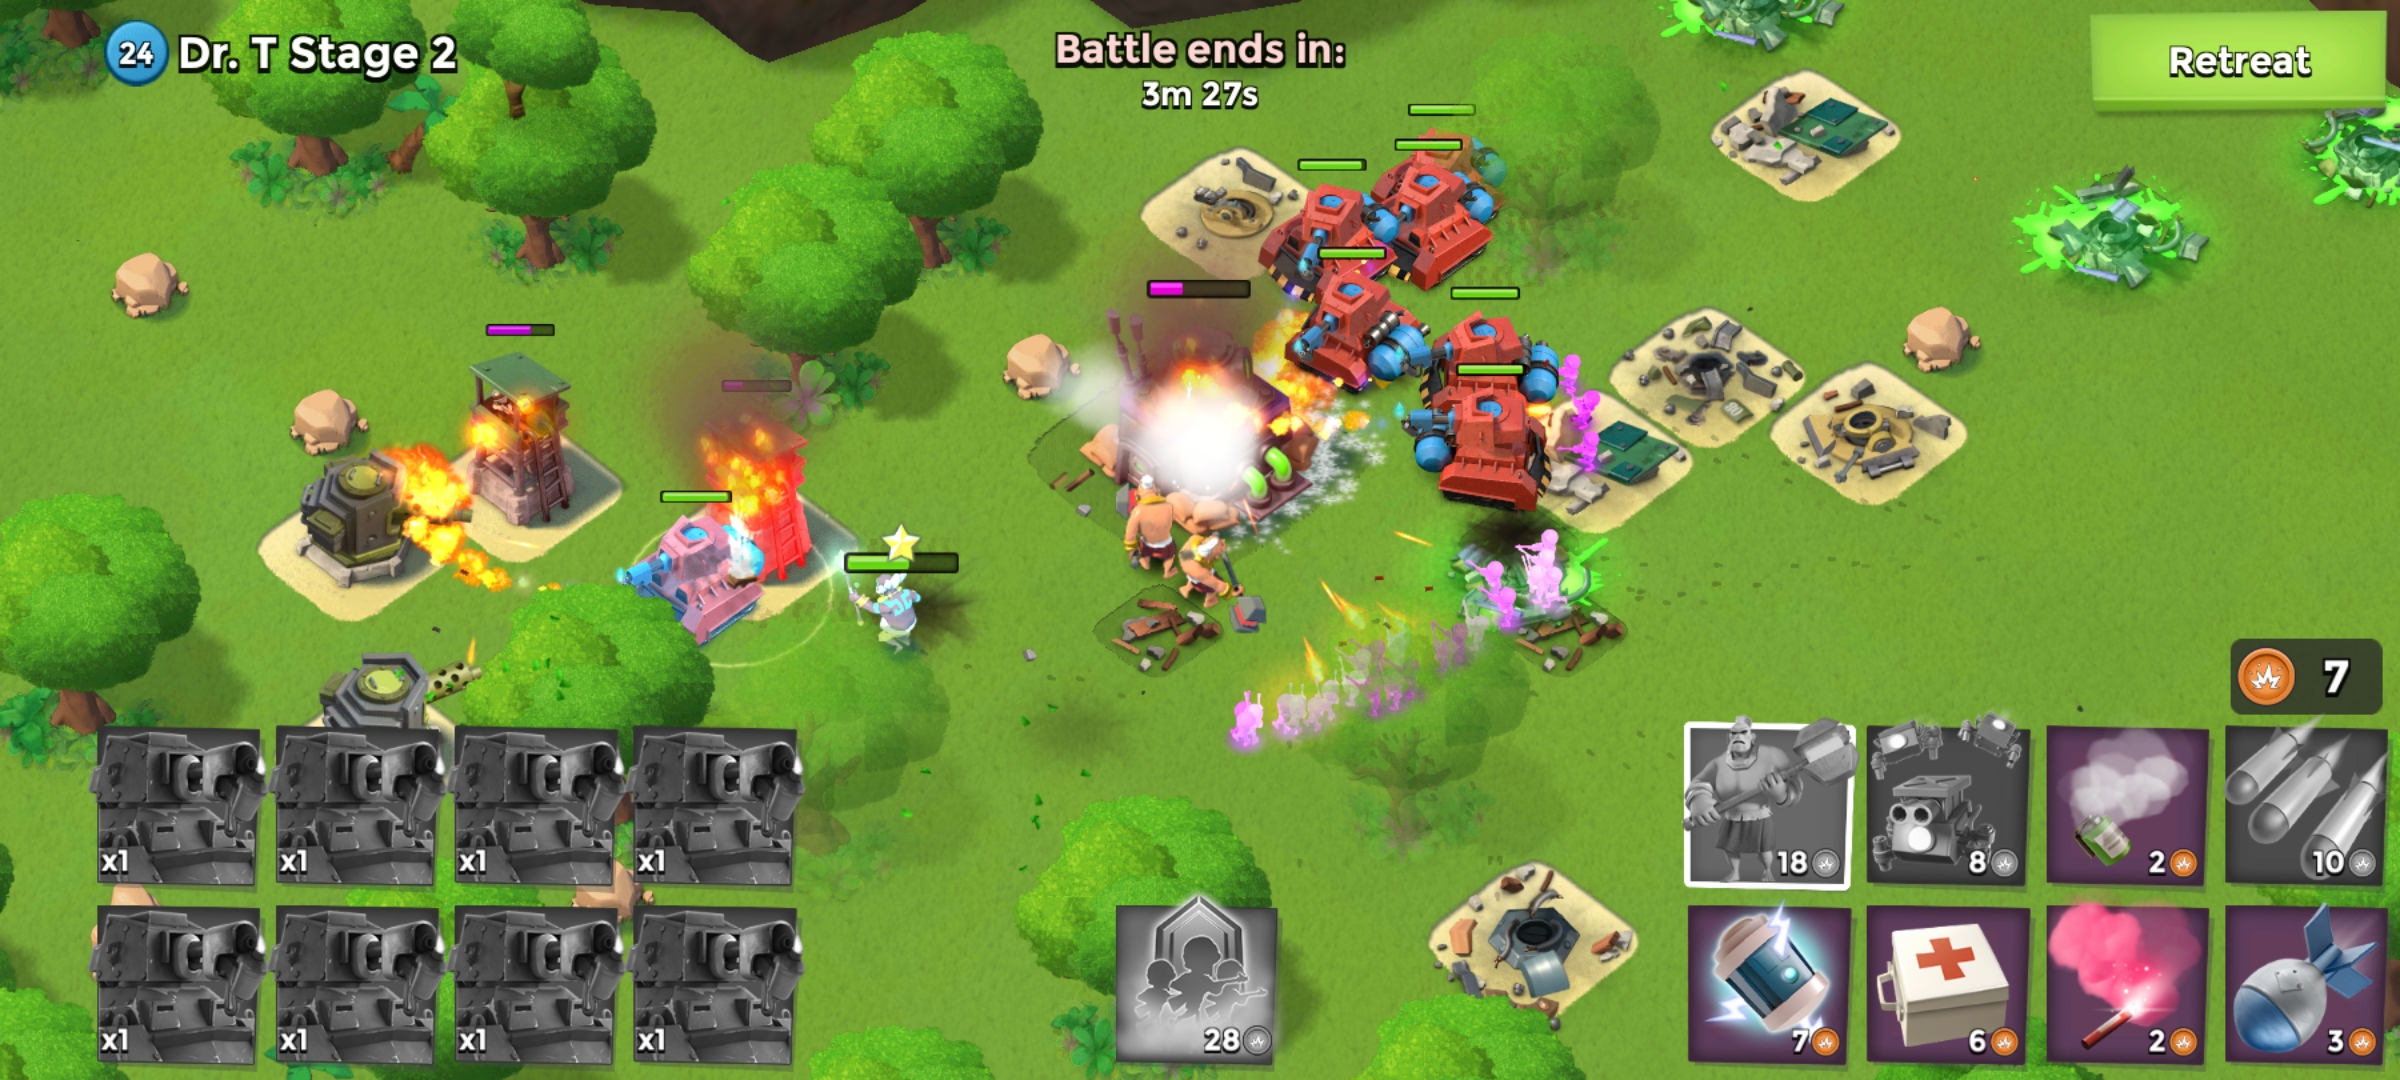 24 Dr. T Stage 2
Battle ends in:
3m 27s
Retreat
7
x1 x1 x1 x1
18 8 2 10
x1 x1 x1 x1
28
7 6 2 3